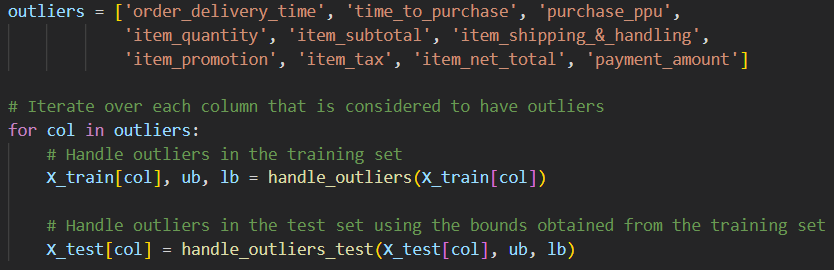 outliers = ['order_delivery_time', 'time_to_purchase', 'purchase_ppu',
            'item_quantity', 'item_subtotal', 'item_shipping_&_handling',
            'item_promotion', 'item_tax', 'item_net_total', 'payment_amount']

# Iterate over each column that is considered to have outliers
for col in outliers:
    # Handle outliers in the training set
    X_train[col], ub, lb = handle_outliers(X_train[col])

    # Handle outliers in the test set using the bounds obtained from the training set
    X_test[col] = handle_outliers_test(X_test[col], ub, lb)